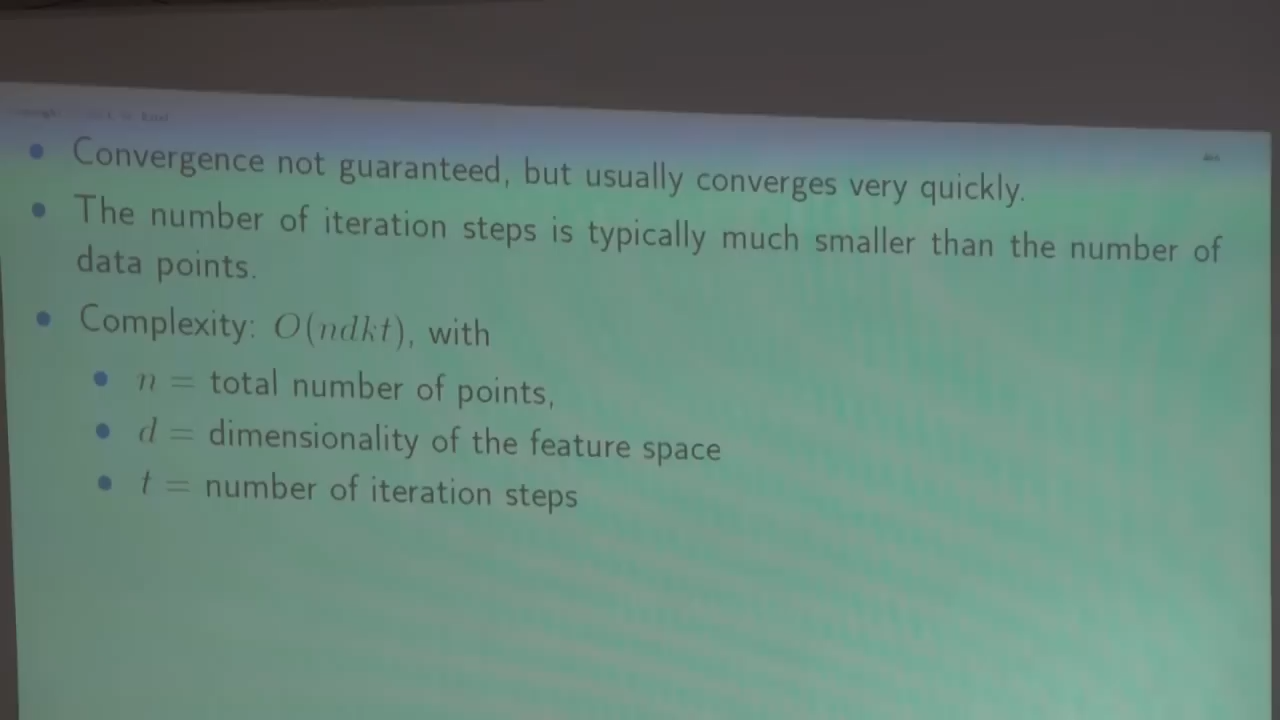 • Convergence not guaranteed, but usually converges very quickly.
• The number of iteration steps is typically much smaller than the number of
data points.
• Complexity: O(ndkt), with
• n = total number of points,
• d = dimensionality of the feature space
• t = number of iteration steps